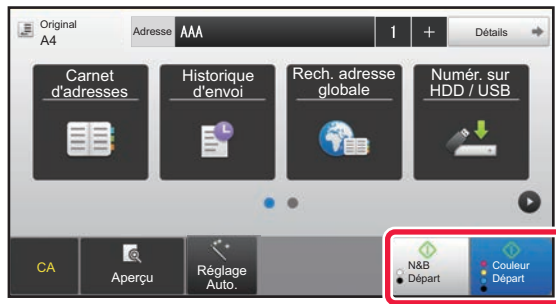 Original
A4
Adresse AAA 1 + Détails
Carnet
d'adresses
Historique
d'envoi
Rech. adresse
globale
Numér. sur
HDD / USB
CA
Aperçu
Réglage
Auto.
N&B
Départ
Couleur
Départ